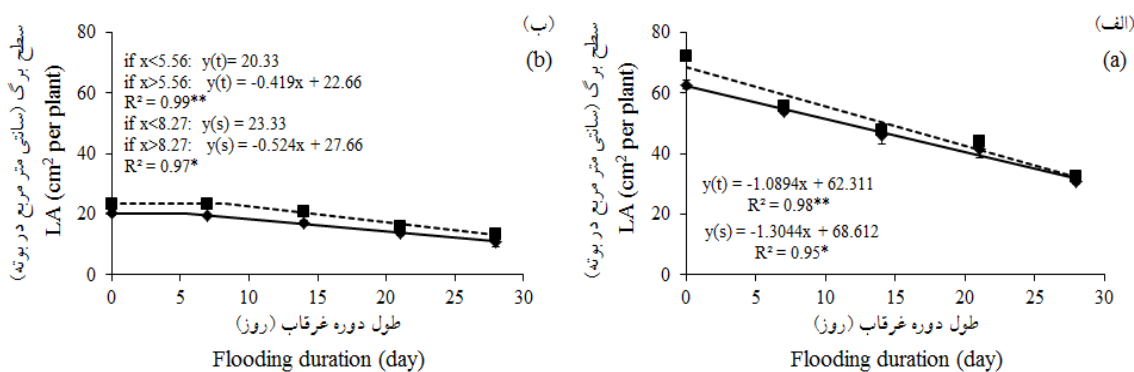 (ب)
(b)
سطح برگ (سانتی متر مربع در بوته)
LA (cm² per plant)
80
60
40
20
0
if x<5.56: y(t)= 20.33
if x>5.56: y(t) = -0.419x + 22.66
R² = 0.99**
if x<8.27: y(s) = 23.33
if x>8.27: y(s) = -0.524x + 27.66
R² = 0.97*
0 5 10 15 20 25 30
طول دوره غرقاب (روز)
Flooding duration (day)
(الف)
(a)
سطح برگ (سانتی متر مربع در بوته)
LA (cm² per plant)
80
60
40
20
0
y(t) = -1.0894x + 62.311
R² = 0.98**
y(s) = -1.3044x + 68.612
R² = 0.95*
0 5 10 15 20 25 30
طول دوره غرقاب (روز)
Flooding duration (day)